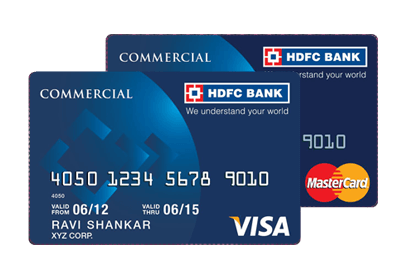 COMMERCIAL
HDFC BANK
understand your world
9010
MasterCard
COMMERCIAL
HDFC BANK
We understand your world
4050 1234 5678 9010
4050
VALID FROM 06/12 VALID THRU 06/15
RAVI SHANKAR
XYZ CORP.
VISA